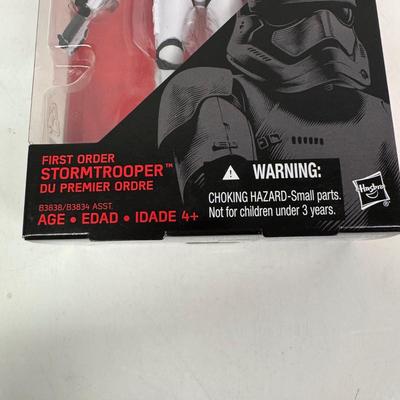 FIRST ORDER
STORMTROOPER™
DU PREMIER ORDRE
B3838/B3834 ASST.
AGE • EDAD • IDADE 4+
⚠ WARNING:
CHOKING HAZARD-Small parts.
Not for children under 3 years.
Hasbro